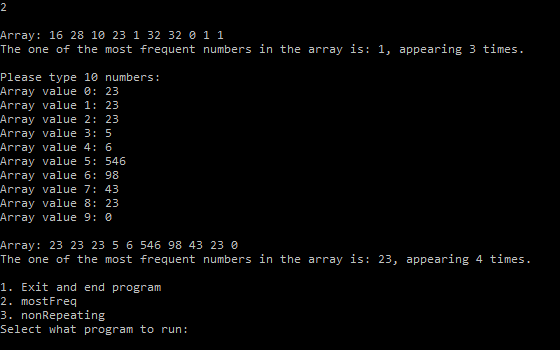 2
Array: 16 28 10 23 1 32 32 0 1 1
The one of the most frequent numbers in the array is: 1, appearing 3 times.
Please type 10 numbers:
Array value 0: 23
Array value 1: 23
Array value 2: 23
Array value 3: 5
Array value 4: 6
Array value 5: 546
Array value 6: 98
Array value 7: 43
Array value 8: 23
Array value 9: 0
Array: 23 23 23 5 6 546 98 43 23 0
The one of the most frequent numbers in the array is: 23, appearing 4 times.
1. Exit and end program
2. mostFreq
3. nonRepeating
Select what program to run: